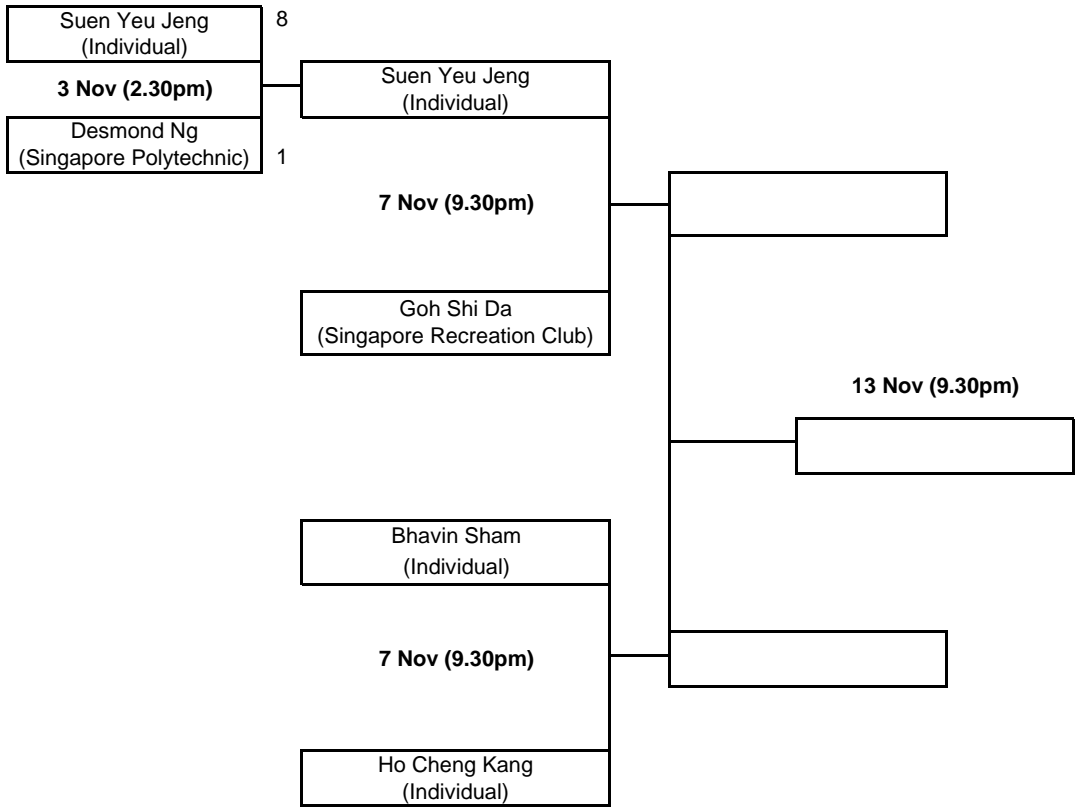 Suen Yeu Jeng
(Individual)
8
3 Nov (2.30pm)
Desmond Ng
(Singapore Polytechnic)
1
Suen Yeu Jeng
(Individual)
7 Nov (9.30pm)
Goh Shi Da
(Singapore Recreation Club)
13 Nov (9.30pm)
Bhavin Sham
(Individual)
7 Nov (9.30pm)
Ho Cheng Kang
(Individual)